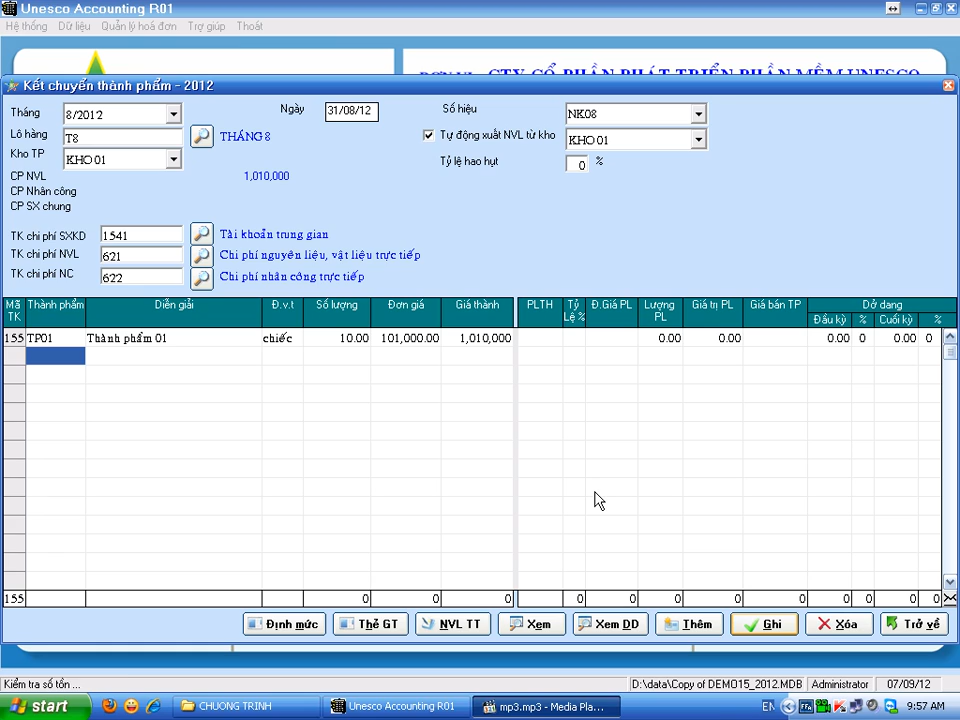 Unesco Accounting R01
Hệ thống Dữ liệu Quản lý hoá đơn Trợ giúp Thoát
Kết chuyển thành phẩm - 2012
Tháng 8/2012 Ngày 31/08/12 Số hiệu NK08
Lô hàng T8 THÁNG 8 Tự động xuất NVL từ kho KHO 01
Kho TP KHO 01 Tỷ lệ hao hụt 0 %
CP NVL 1,010,000
CP Nhân công
CP SX chung
TK chi phí SXKD 1541 Tài khoản trung gian
TK chi phí NVL 621 Chi phí nguyên liệu, vật liệu trực tiếp
TK chi phí NC 622 Chi phí nhân công trực tiếp
Mã TK Thành phẩm Diễn giải Đ.v.t Số lượng Đơn giá Giá thành PLTH Tỷ Lệ % Đ.Giá PL Lượng PL Giá trị PL Giá bán TP Dở dang
Đầu kỳ % Cuối kỳ %
155 TP01 Thành phẩm 01 chiếc 10.00 101,000.00 1,010,000 0.00 0.00 0.00 0 0.00 0
155 0 0 0 0 0 0 0 0 0 0 0
Định mức Thẻ GT NVL TT Xem Xem DD Thêm Ghi Xóa Trở về
Kiểm tra số tồn ... D:\data\Copy of DEMO15_2012.MDB Administrator 07/09/12
start CHUONG TRINH Unesco Accounting R01 mp3.mp3 - Media Pla... EN 9:57 AM